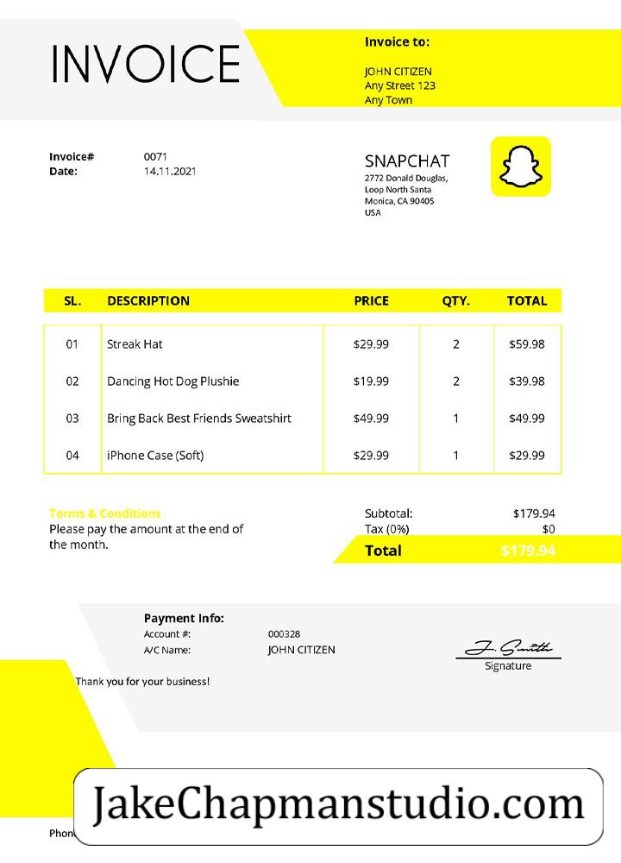 INVOICE
Invoice to:
JOHN CITIZEN
Any Street 123
Any Town
Invoice# 0071
Date: 14.11.2021
SNAPCHAT
2772 Donald Douglas,
Loop North Santa
Monica, CA 90405
USA
SL. DESCRIPTION PRICE QTY. TOTAL
01 Streak Hat $29.99 2 $59.98
02 Dancing Hot Dog Plushie $19.99 2 $39.98
03 Bring Back Best Friends Sweatshirt $49.99 1 $49.99
04 iPhone Case (Soft) $29.99 1 $29.99
Terms & Conditions
Please pay the amount at the end of
the month.
Subtotal: $179.94
Tax (0%) $0
Total $179.94
Payment Info:
Account #: 000328
A/C Name: JOHN CITIZEN
J. Smith
Signature
Thank you for your business!
JakeChapmanstudio.com